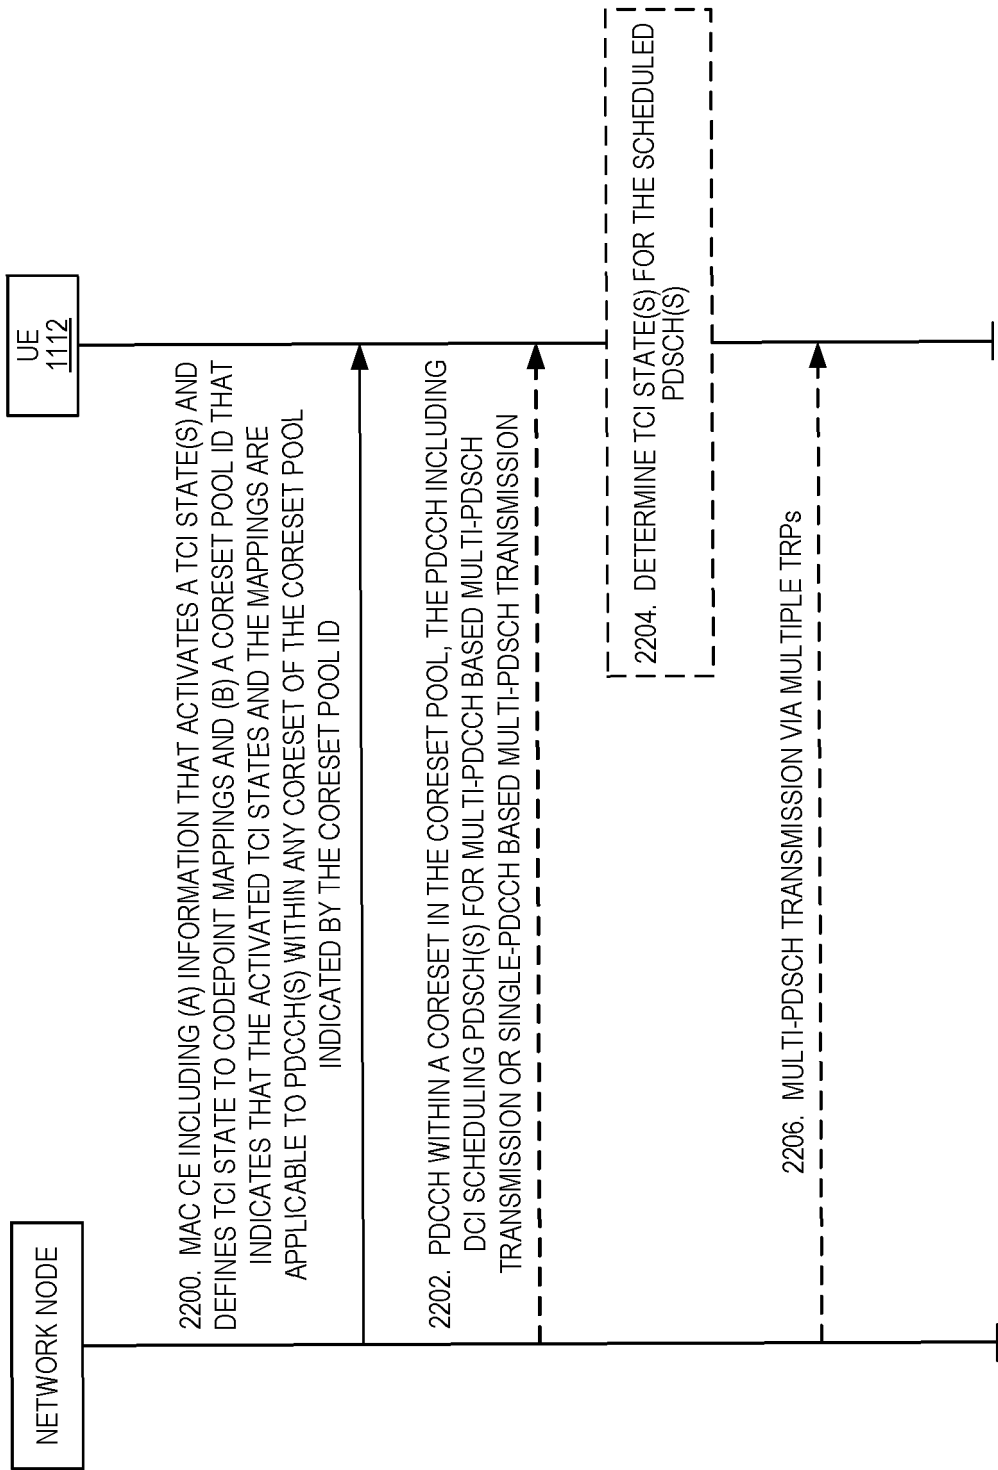 NETWORK NODE
UE
1112
2200. MAC CE INCLUDING (A) INFORMATION THAT ACTIVATES A TCI STATE(S) AND
DEFINES TCI STATE TO CODEPOINT MAPPINGS AND (B) A CORESET POOL ID THAT
INDICATES THAT THE ACTIVATED TCI STATES AND THE MAPPINGS ARE
APPLICABLE TO PDCCH(S) WITHIN ANY CORESET OF THE CORESET POOL
INDICATED BY THE CORESET POOL ID
2202. PDCCH WITHIN A CORESET IN THE CORESET POOL, THE PDCCH INCLUDING
DCI SCHEDULING PDSCH(S) FOR MULTI-PDCCH BASED MULTI-PDSCH
TRANSMISSION OR SINGLE-PDCCH BASED MULTI-PDSCH TRANSMISSION
2204. DETERMINE TCI STATE(S) FOR THE SCHEDULED
PDSCH(S)
2206. MULTI-PDSCH TRANSMISSION VIA MULTIPLE TRPs